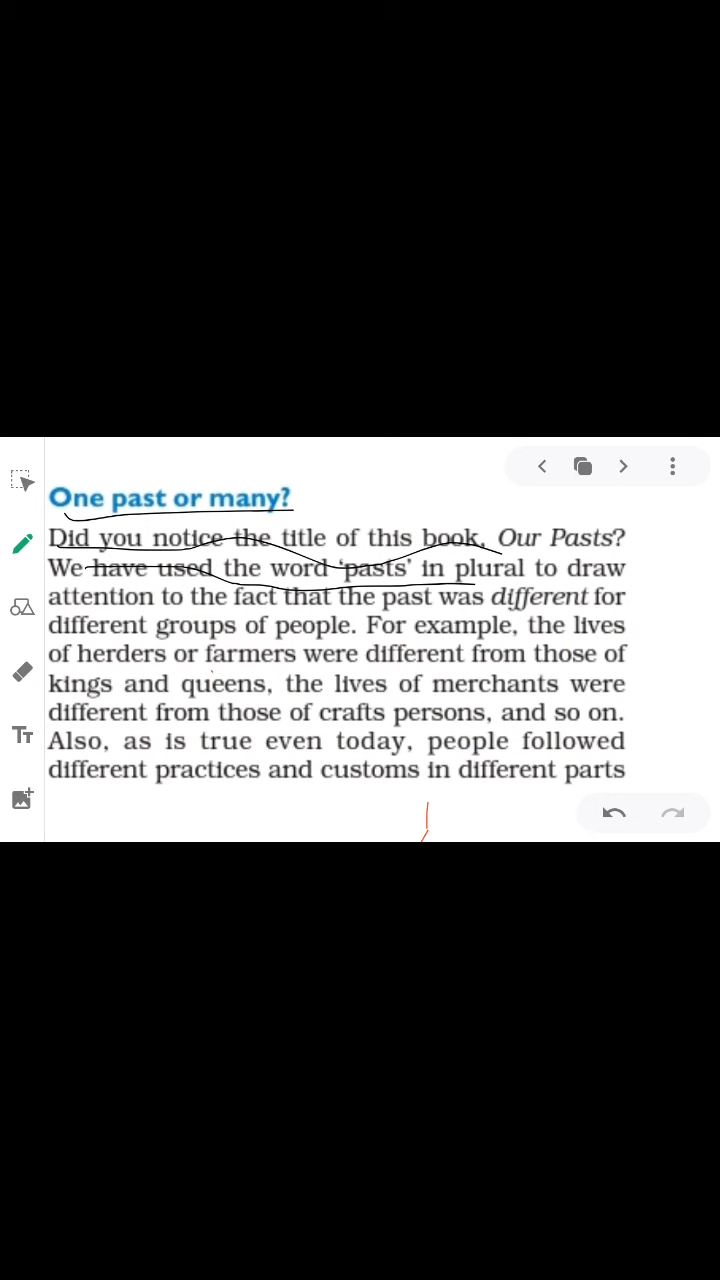 One past or many?
Did you notice the title of this book, Our Pasts?
We have used the word ‘pasts’ in plural to draw
attention to the fact that the past was different for
different groups of people. For example, the lives
of herders or farmers were different from those of
kings and queens, the lives of merchants were
different from those of crafts persons, and so on.
Also, as is true even today, people followed
different practices and customs in different parts